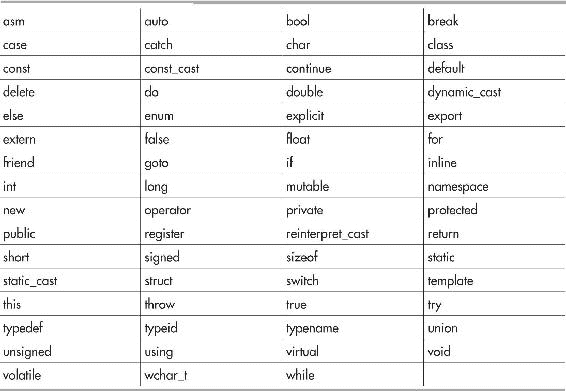 asm auto bool break
case catch char class
const const_cast continue default
delete do double dynamic_cast
else enum explicit export
extern false float for
friend goto if inline
int long mutable namespace
new operator private protected
public register reinterpret_cast return
short signed sizeof static
static_cast struct switch template
this throw true try
typedef typeid typename union
unsigned using virtual void
volatile wchar_t while